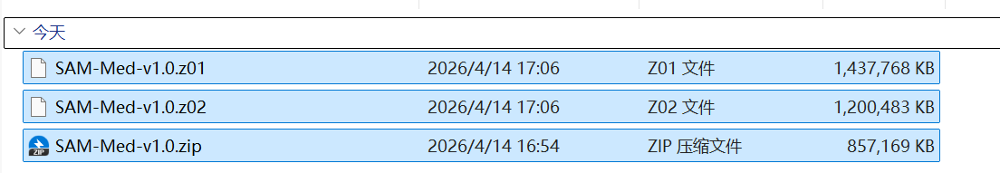 今天
SAM-Med-v1.0.z01 2026/4/14 17:06 Z01 文件 1,437,768 KB
SAM-Med-v1.0.z02 2026/4/14 17:06 Z02 文件 1,200,483 KB
SAM-Med-v1.0.zip 2026/4/14 16:54 ZIP 压缩文件 857,169 KB
ZIP